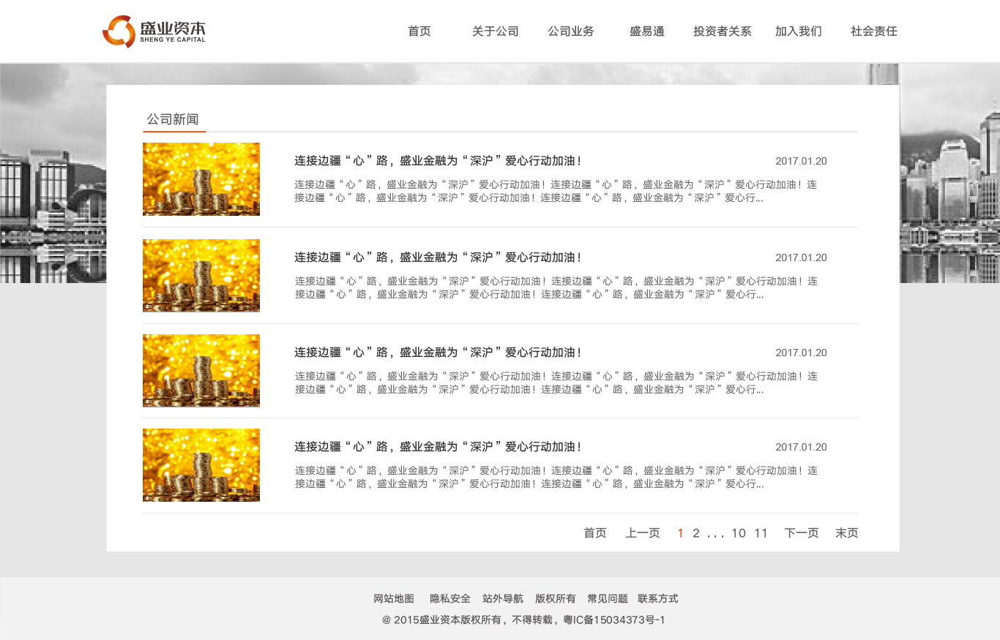 盛业资本
SHENG YE CAPITAL
首页 关于公司 公司业务 盛易通 投资者关系 加入我们 社会责任
公司新闻
连接边疆“心”路，盛业金融为“深沪”爱心行动加油！ 2017.01.20
连接边疆“心”路，盛业金融为“深沪”爱心行动加油！连接边疆“心”路，盛业金融为“深沪”爱心行动加油！连
接边疆“心”路，盛业金融为“深沪”爱心行动加油！连接边疆“心”路，盛业金融为“深沪”爱心行...
连接边疆“心”路，盛业金融为“深沪”爱心行动加油！ 2017.01.20
连接边疆“心”路，盛业金融为“深沪”爱心行动加油！连接边疆“心”路，盛业金融为“深沪”爱心行动加油！连
接边疆“心”路，盛业金融为“深沪”爱心行动加油！连接边疆“心”路，盛业金融为“深沪”爱心行...
连接边疆“心”路，盛业金融为“深沪”爱心行动加油！ 2017.01.20
连接边疆“心”路，盛业金融为“深沪”爱心行动加油！连接边疆“心”路，盛业金融为“深沪”爱心行动加油！连
接边疆“心”路，盛业金融为“深沪”爱心行动加油！连接边疆“心”路，盛业金融为“深沪”爱心行...
连接边疆“心”路，盛业金融为“深沪”爱心行动加油！ 2017.01.20
连接边疆“心”路，盛业金融为“深沪”爱心行动加油！连接边疆“心”路，盛业金融为“深沪”爱心行动加油！连
接边疆“心”路，盛业金融为“深沪”爱心行动加油！连接边疆“心”路，盛业金融为“深沪”爱心行...
首页 上一页 1 2 ... 10 11 下一页 末页
网站地图 隐私安全 站外导航 版权所有 常见问题 联系方式
@ 2015盛业资本版权所有，不得转载，粤IC备15034373号-1